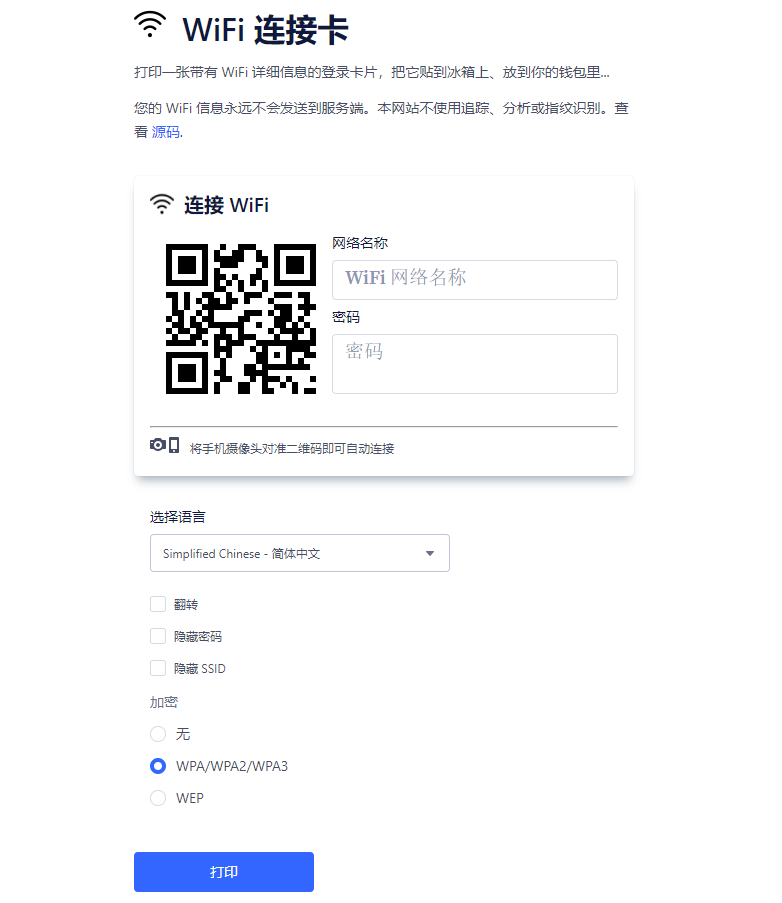 WiFi 连接卡
打印一张带有 WiFi 详细信息的登录卡片，把它贴到冰箱上、放到你的钱包里...
您的 WiFi 信息永远不会发送到服务端。本网站不使用追踪、分析或指纹识别。查
看 源码.
连接 WiFi
网络名称
WiFi 网络名称
密码
密码
将手机摄像头对准二维码即可自动连接
选择语言
Simplified Chinese - 简体中文
翻转
隐藏密码
隐藏 SSID
加密
无
WPA/WPA2/WPA3
WEP
打印